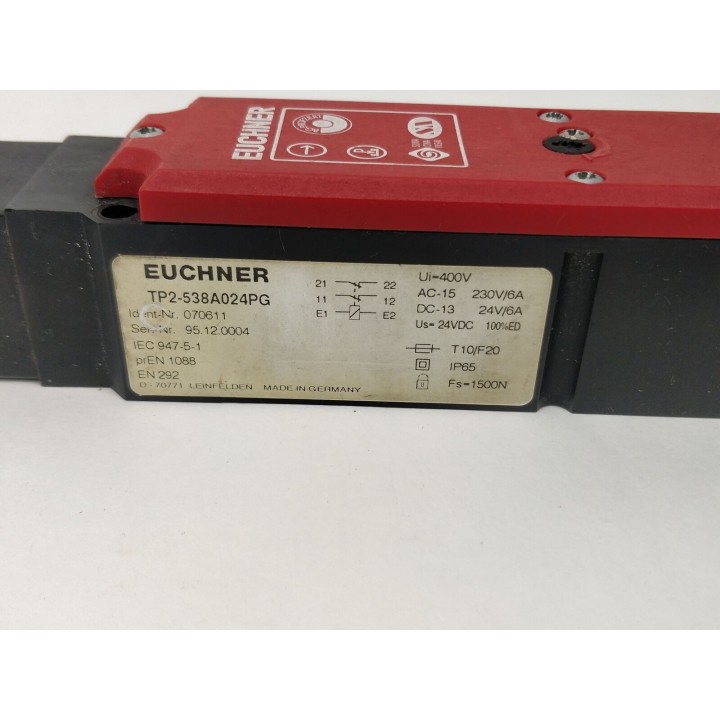 EUCHNER
EUCHNER
TP2-538A024PG
Ident-Nr. 070611
Ser.-Nr. 95.12.0004
IEC 947-5-1
prEN 1088
EN 292
D-70771 LEINFELDEN MADE IN GERMANY
21 22
11 12
E1 E2
Ui=400V
AC-15 230V/6A
DC-13 24V/6A
Us= 24VDC 100%ED
T10/F20
IP65
Fs=1500N